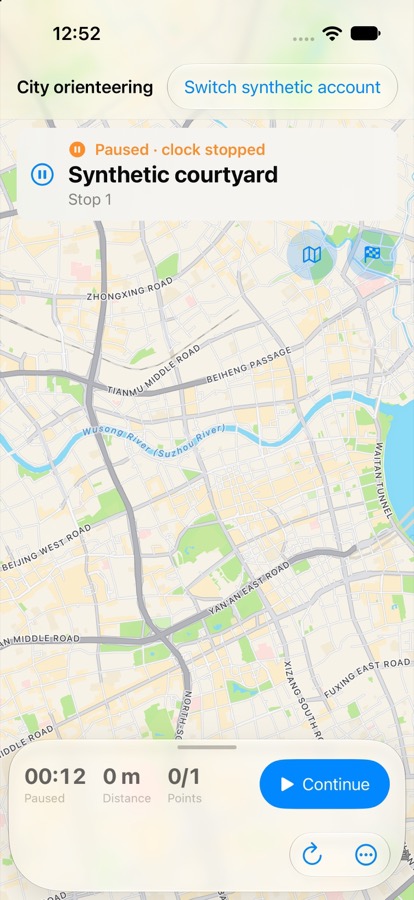 12:52
City orienteering
Switch synthetic account
Paused · clock stopped
Synthetic courtyard
Stop 1
ZHONGXING ROAD
TIANMU MIDDLE ROAD
BEIHENG PASSAGE
Wusong River (Suzhou River)
WAITAN TUNNEL
BEIJING WEST ROAD
YAN'AN EAST ROAD
AN MIDDLE ROAD
XIZANG SOUTH R
FUXING EAST ROAD
NORTH-SO
MIDDLE ROAD
00:12
0 m
0/1
Continue
Paused
Distance
Points